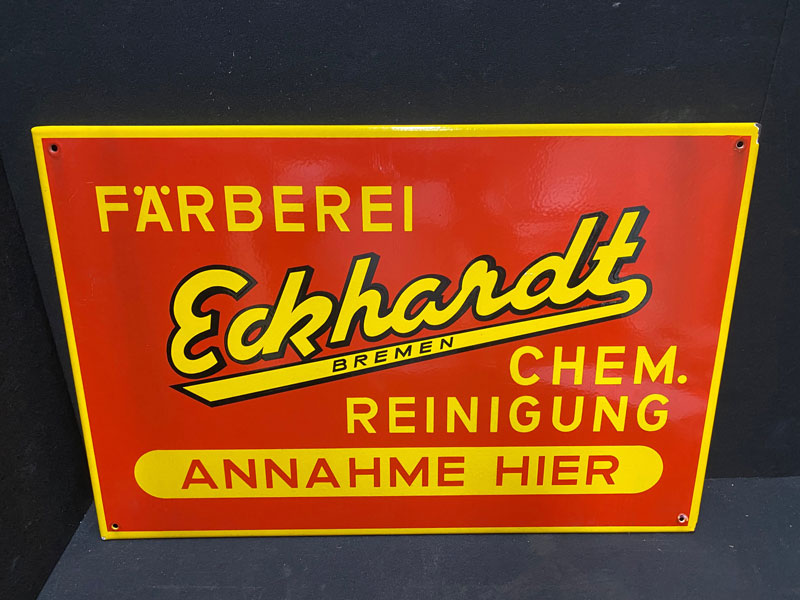 FÄRBEREI
Eckhardt
BREMEN
CHEM.
REINIGUNG
ANNAHME HIER